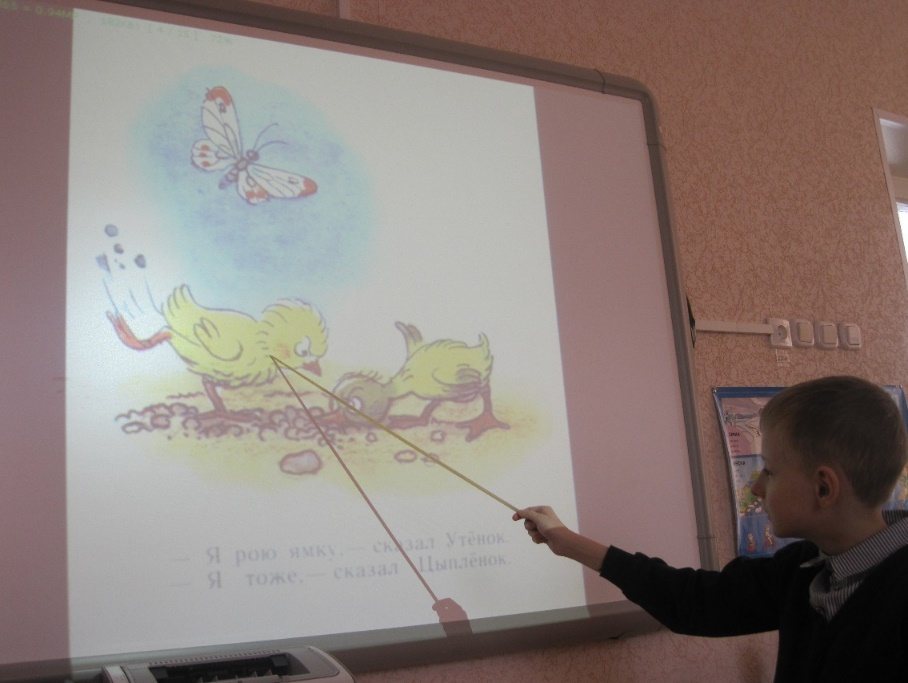 — Я рою ямку,— сказал Утёнок.
— Я тоже,— сказал Цыплёнок.